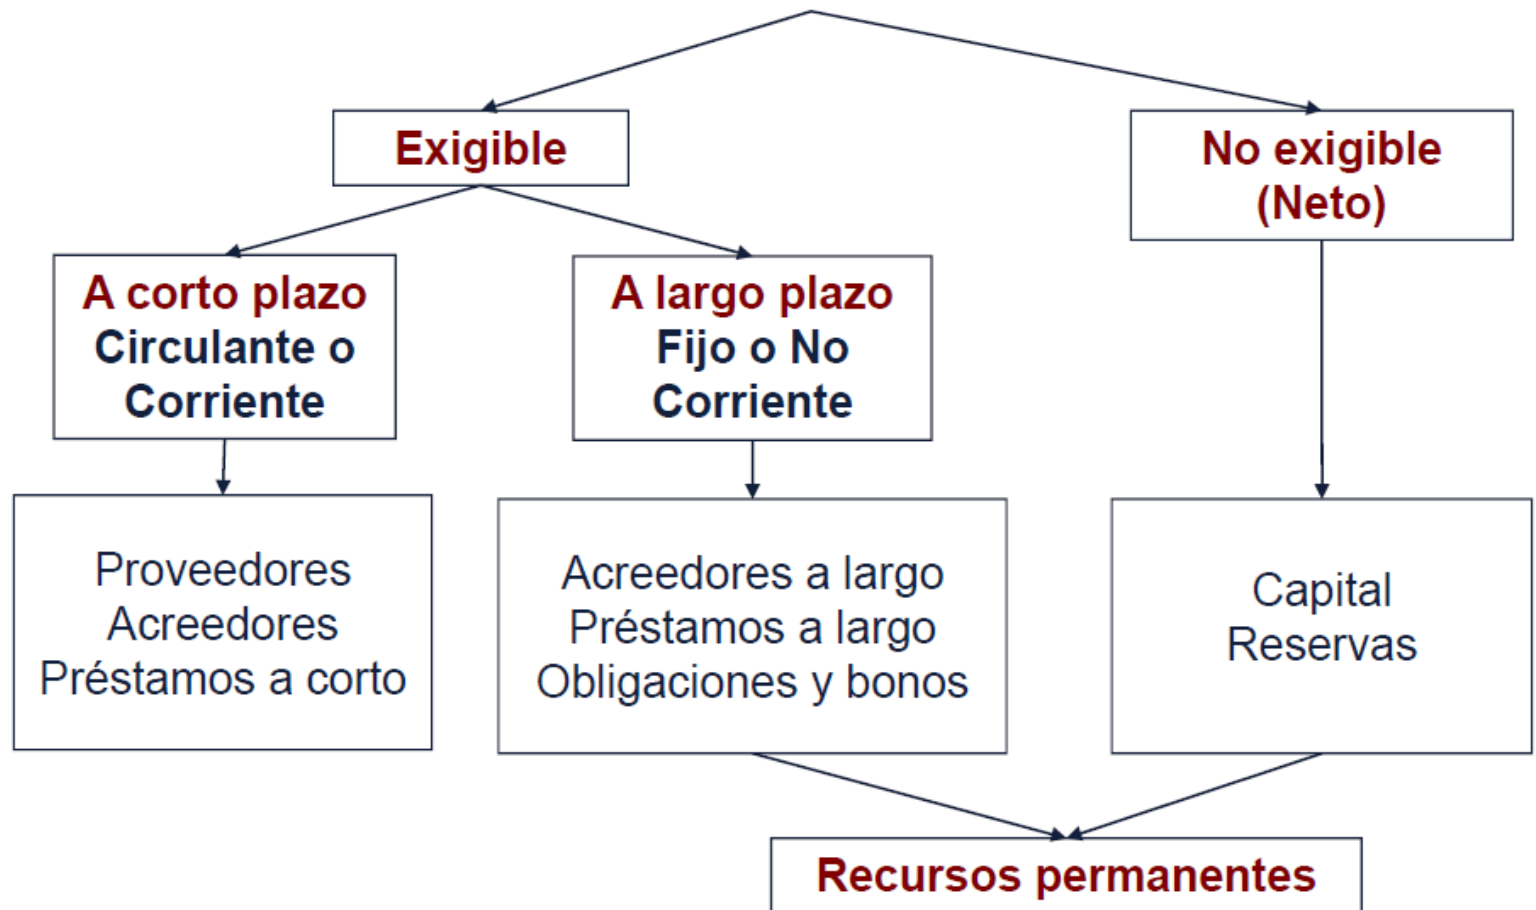 Exigible
No exigible
(Neto)
A corto plazo
Circulante o
Corriente
A largo plazo
Fijo o No
Corriente
Proveedores
Acreedores
Préstamos a corto
Acreedores a largo
Préstamos a largo
Obligaciones y bonos
Capital
Reservas
Recursos permanentes